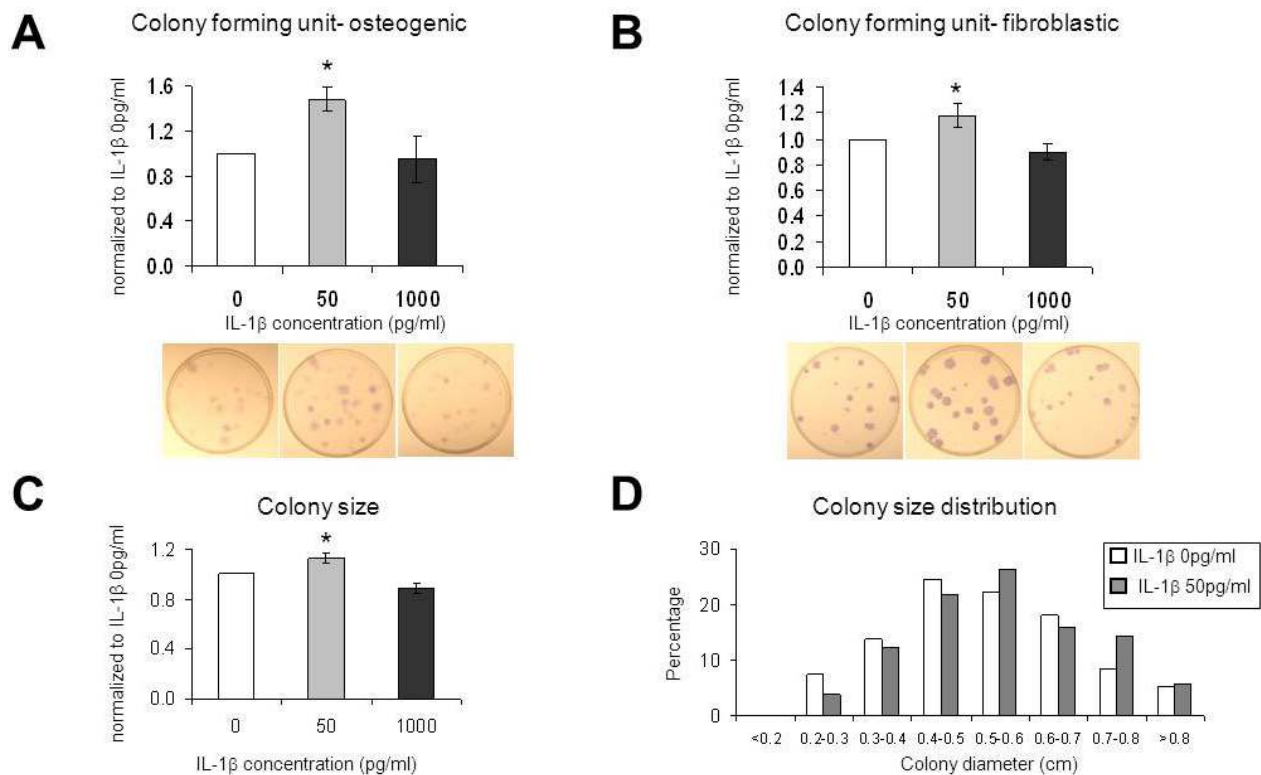 A
Colony forming unit- osteogenic
normalized to IL-1β 0pg/ml
1.6
1.2
0.8
0.4
0.0
*
0 50 1000
IL-1β concentration (pg/ml)
B
Colony forming unit- fibroblastic
normalized to IL-1β 0pg/ml
1.6
1.4
1.2
1.0
0.8
0.6
0.4
0.2
0.0
*
0 50 1000
IL-1β concentration (pg/ml)
C
Colony size
normalized to IL-1β 0pg/ml
1.2
0.8
0.4
0.0
*
0 50 1000
IL-1β concentration (pg/ml)
D
Colony size distribution
Percentage
30
20
10
0
IL-1β 0pg/ml
IL-1β 50pg/ml
<0.2 0.2-0.3 0.3-0.4 0.4-0.5 0.5-0.6 0.6-0.7 0.7-0.8 >0.8
Colony diameter (cm)